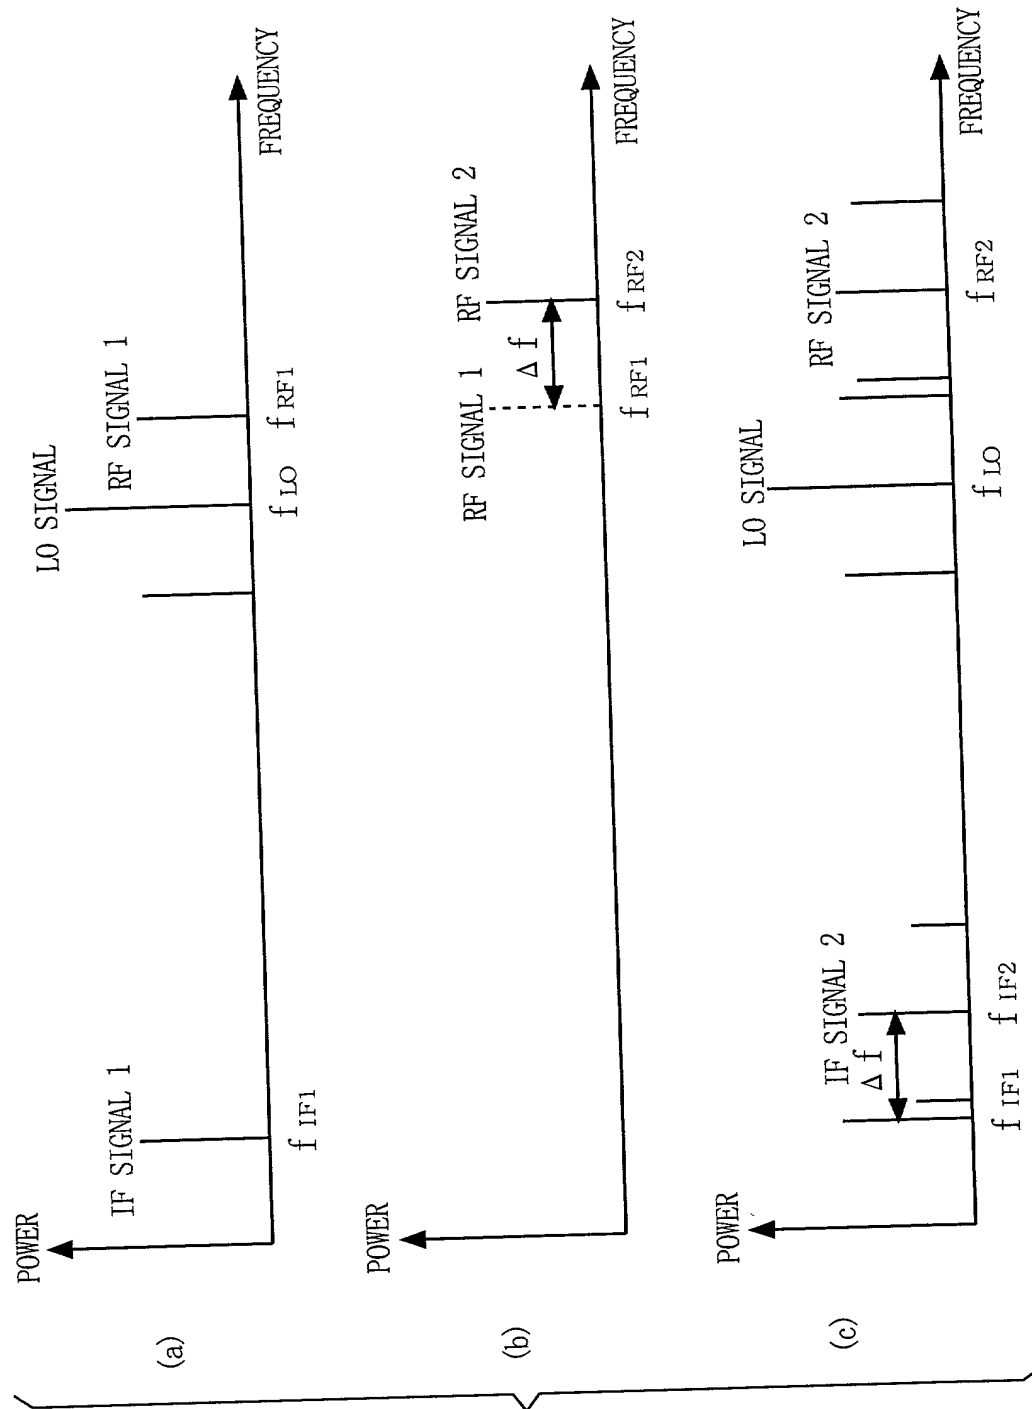 (a)
POWER
IF SIGNAL 1
f IF1
LO SIGNAL
f LO
RF SIGNAL 1
f RF1
FREQUENCY
(b)
POWER
RF SIGNAL 1
f RF1
Δ f
RF SIGNAL 2
f RF2
FREQUENCY
(c)
POWER
f IF1
IF SIGNAL 2
Δ f
f IF2
LO SIGNAL
f LO
RF SIGNAL 2
f RF2
FREQUENCY